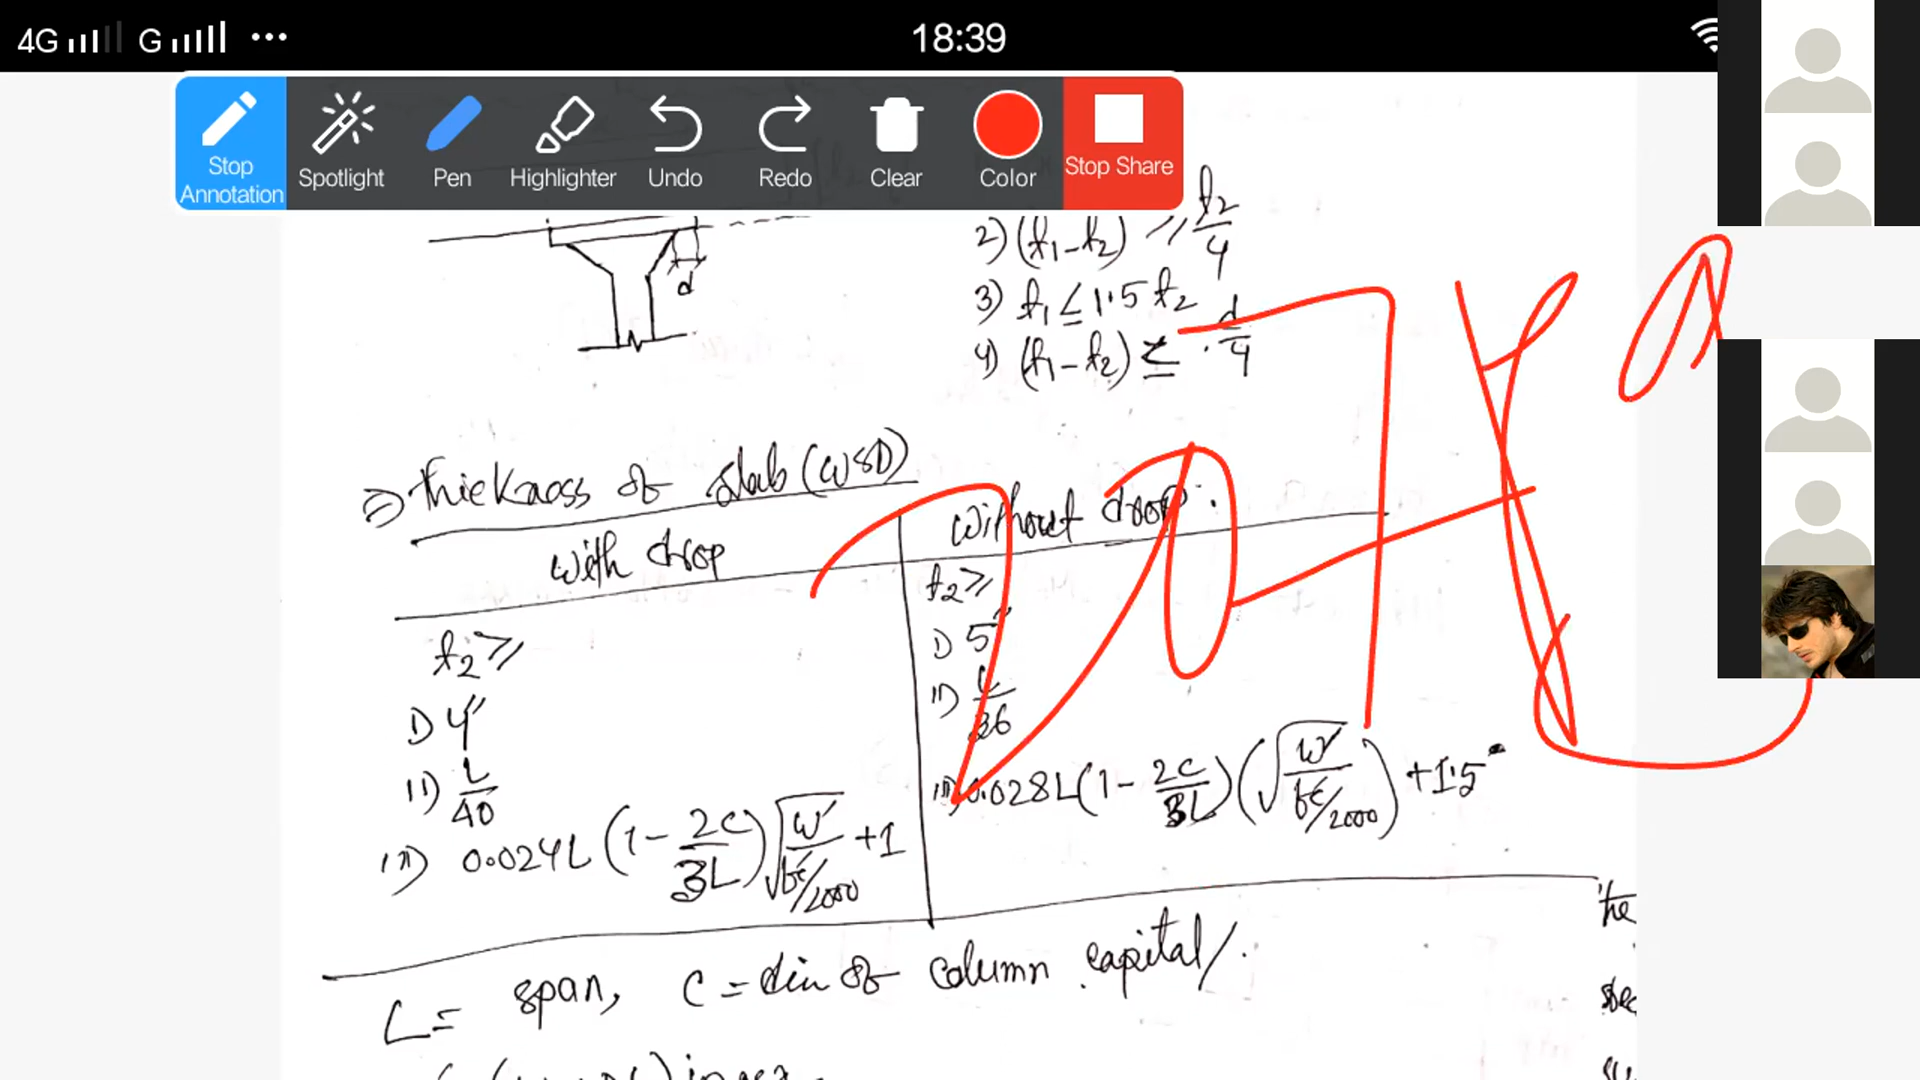 4G G ... 18:39
Stop Annotation Spotlight Pen Highlighter Undo Redo Clear Color Stop Share
2) (t₁-t₂) ≥ t₂/4
d
3) t₁ ≤ 1.5 t₂
4) (t₁-t₂) ≤ d/4
⇒ Thickness of slab (WSD)
With drop
Without drop:
t₂ ≥
i) 5"
ii) L/36
iii) 0.028L(1 - 2c/3L)(√(w'/(fc'/2000))) + 1.5"
t₂ ≥
i) 4"
ii) L/40
iii) 0.024L (1 - 2c/3L) √(w'/(fc'/2000)) + 1
L = span, C = dia of column capital/.